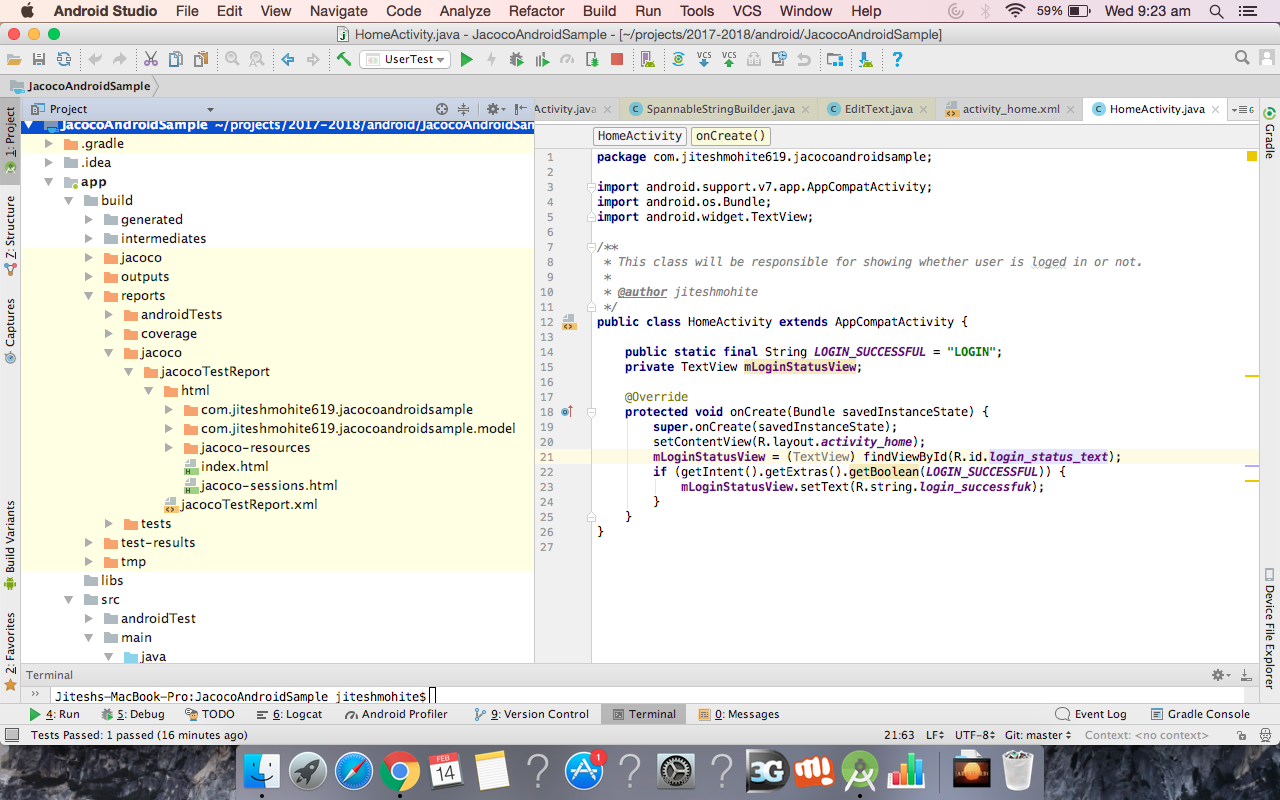 Android Studio File Edit View Navigate Code Analyze Refactor Build Run Tools VCS Window Help 59% Wed 9:23 am
HomeActivity.java - JacocoAndroidSample - [~/projects/2017-2018/android/JacocoAndroidSample]
UserTest VCS VCS ?
JacocoAndroidSample
Project
Activity.java SpannableStringBuilder.java EditText.java activity_home.xml HomeActivity.java 6
1: Project
Z: Structure
Captures
Build Variants
2: Favorites
JacocoAndroidSample ~/projects/2017-2018/android/JacocoAndroidSam
.gradle
.idea
app
build
generated
intermediates
jacoco
outputs
reports
androidTests
coverage
jacoco
jacocoTestReport
html
com.jiteshmohite619.jacocoandroidsample
com.jiteshmohite619.jacocoandroidsample.model
jacoco-resources
index.html
jacoco-sessions.html
jacocoTestReport.xml
tests
test-results
tmp
libs
src
androidTest
main
java
HomeActivity onCreate()
1 package com.jiteshmohite619.jacocoandroidsample;
2
3 import android.support.v7.app.AppCompatActivity;
4 import android.os.Bundle;
5 import android.widget.TextView;
6
7 /**
8 * This class will be responsible for showing whether user is loged in or not.
9 *
10 * @author jiteshmohite
11 */
12 public class HomeActivity extends AppCompatActivity {
13
14 public static final String LOGIN_SUCCESSFUL = "LOGIN";
15 private TextView mLoginStatusView;
16
17 @Override
18 protected void onCreate(Bundle savedInstanceState) {
19 super.onCreate(savedInstanceState);
20 setContentView(R.layout.activity_home);
21 mLoginStatusView = (TextView) findViewById(R.id.login_status_text);
22 if (getIntent().getExtras().getBoolean(LOGIN_SUCCESSFUL)) {
23 mLoginStatusView.setText(R.string.login_successfuk);
24 }
25 }
26 }
27
Gradle
Device File Explorer
Terminal
Jiteshs-MacBook-Pro:JacocoAndroidSample jiteshmohite$
4: Run 5: Debug TODO 6: Logcat Android Profiler 9: Version Control Terminal 0: Messages Event Log Gradle Console
Tests Passed: 1 passed (16 minutes ago) 21:63 LF UTF-8 Git: master Context: <no context>
FEB
14
? 1 ? ? 3G mi!